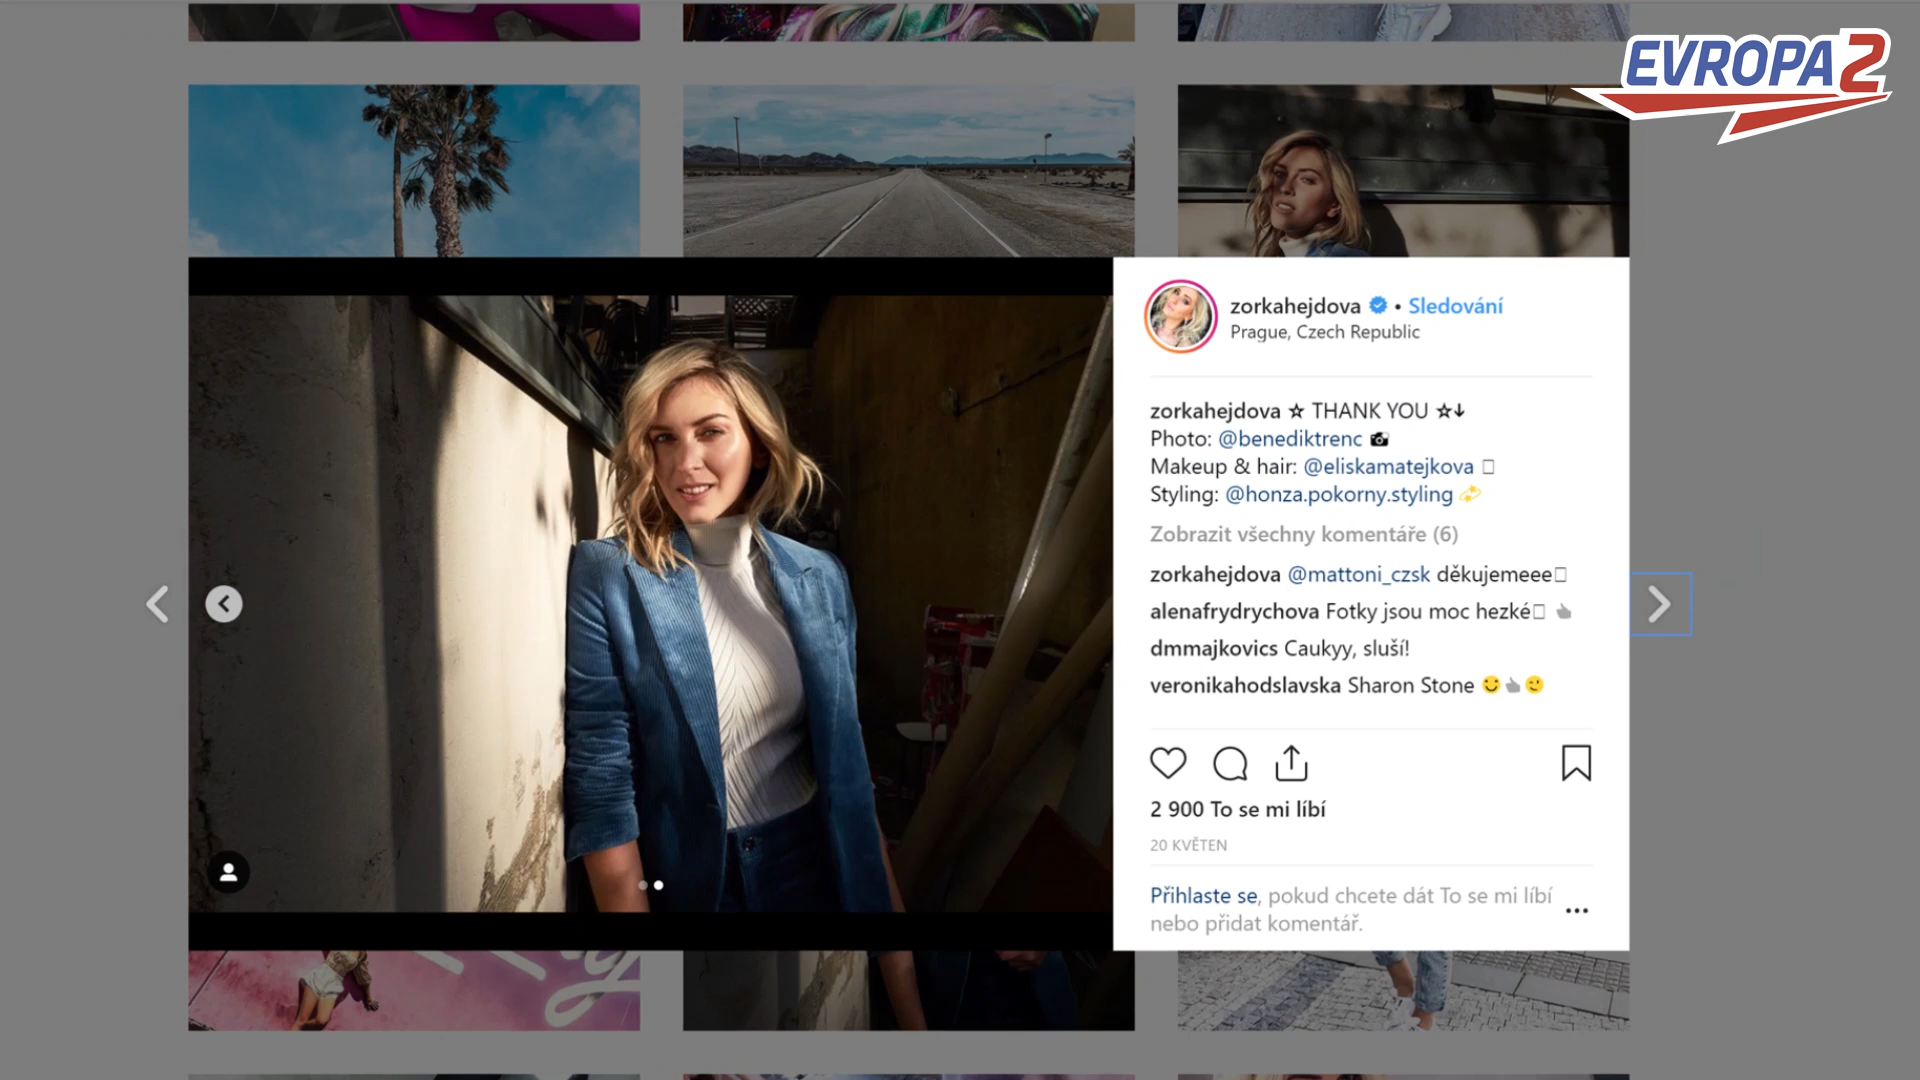 EVROPA 2
zorkahejdova • Sledování
Prague, Czech Republic
zorkahejdova ☆ THANK YOU ☆↓
Photo: @benediktrenc 📷
Makeup & hair: @eliskamatejkova
Styling: @honza.pokorny.styling 💫
Zobrazit všechny komentáře (6)
zorkahejdova @mattoni_czsk děkujemeee
alenafrydrychova Fotky jsou moc hezké 👍
dmmajkovics Caukyy, sluší!
veronikahodslavska Sharon Stone 😊👍😉
2 900 To se mi líbí
20 KVĚTEN
Přihlaste se, pokud chcete dát To se mi líbí
nebo přidat komentář.